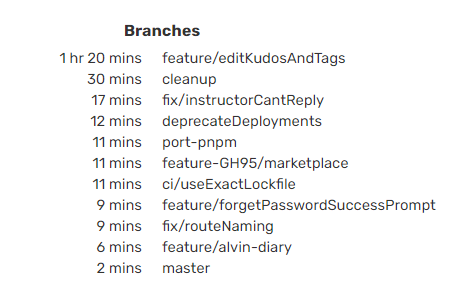 Branches
1 hr 20 mins feature/editKudosAndTags
30 mins cleanup
17 mins fix/instructorCantReply
12 mins deprecateDeployments
11 mins port-pnpm
11 mins feature-GH95/marketplace
11 mins ci/useExactLockfile
9 mins feature/forgetPasswordSuccessPrompt
9 mins fix/routeNaming
6 mins feature/alvin-diary
2 mins master